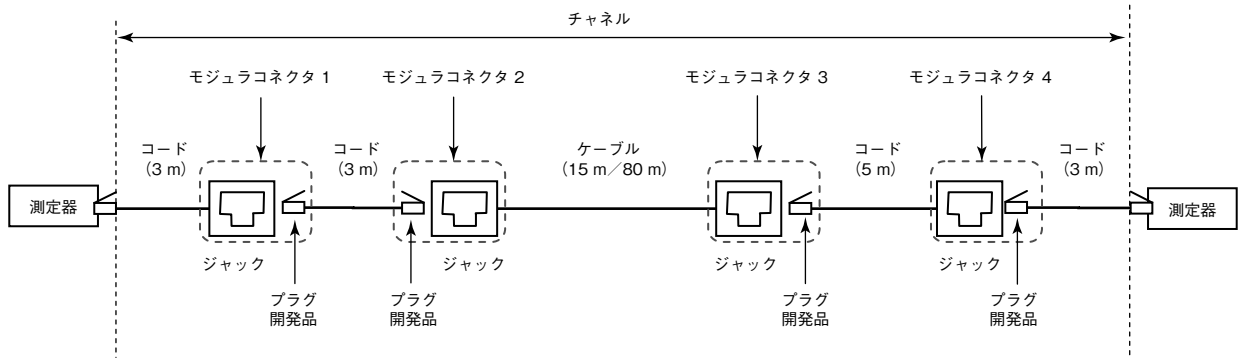 チャネル
モジュラコネクタ 1
モジュラコネクタ 2
モジュラコネクタ 3
モジュラコネクタ 4
コード
(3 m)
コード
(3 m)
ケーブル
(15 m/80 m)
コード
(5 m)
コード
(3 m)
測定器
測定器
ジャック
ジャック
ジャック
ジャック
プラグ
開発品
プラグ
開発品
プラグ
開発品
プラグ
開発品